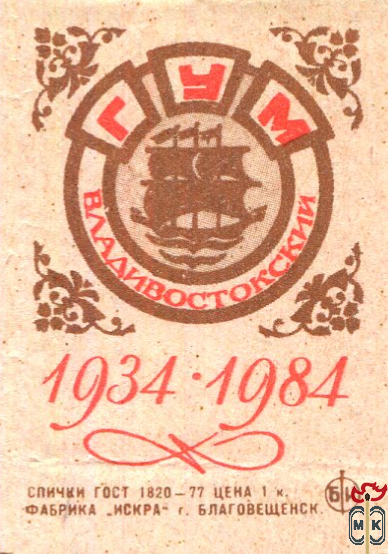 ГУМ
ВЛАДИВОСТОКСКИЙ
1934 · 1984
СПИЧКИ ГОСТ 1820—77 ЦЕНА 1 к.
ФАБРИКА „ИСКРА“ г. БЛАГОВЕЩЕНСК.
МК